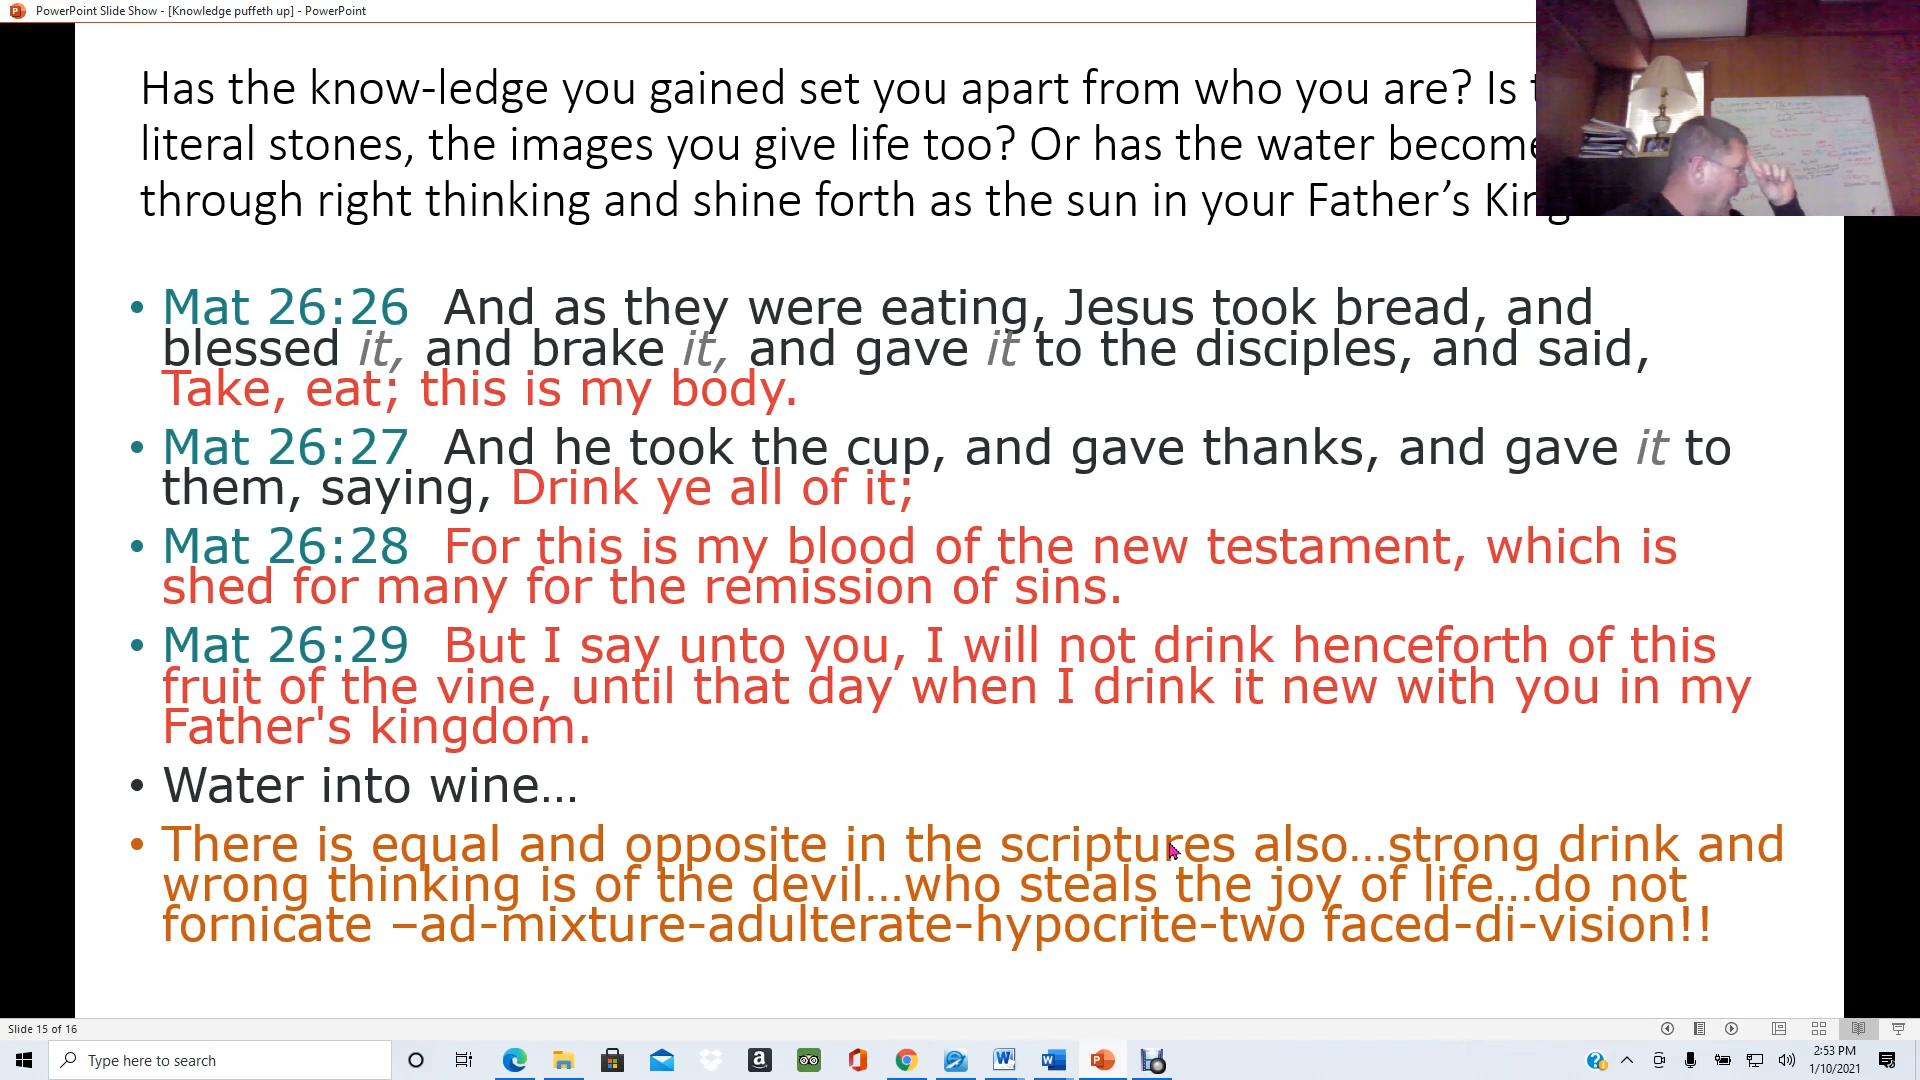 PowerPoint Slide Show - [Knowledge puffeth up] - PowerPoint
Has the know-ledge you gained set you apart from who you are? Is
literal stones, the images you give life too? Or has the water become
through right thinking and shine forth as the sun in your Father's King
• Mat 26:26 And as they were eating, Jesus took bread, and
blessed it, and brake it, and gave it to the disciples, and said,
Take, eat; this is my body.
• Mat 26:27 And he took the cup, and gave thanks, and gave it to
them, saying, Drink ye all of it;
• Mat 26:28 For this is my blood of the new testament, which is
shed for many for the remission of sins.
• Mat 26:29 But I say unto you, I will not drink henceforth of this
fruit of the vine, until that day when I drink it new with you in my
Father's kingdom.
• Water into wine…
• There is equal and opposite in the scriptures also…strong drink and
wrong thinking is of the devil…who steals the joy of life…do not
fornicate –ad-mixture-adulterate-hypocrite-two faced-di-vision!!
Slide 15 of 16
Type here to search
2:53 PM
1/10/2021